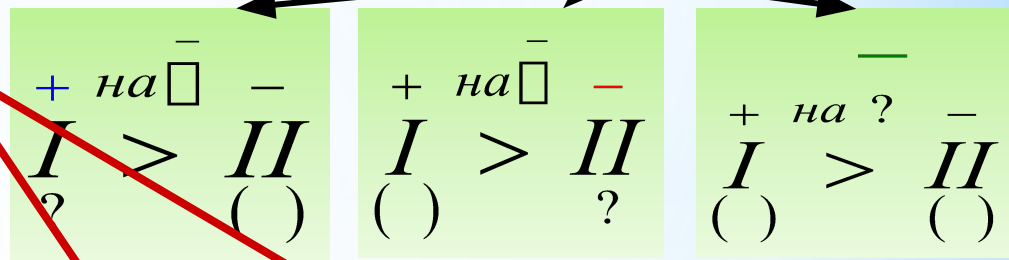 — — —
+ на □ — + на □ — + на ? —
I > II I > II I > II
? ( ) ( ) ? ( ) ( )